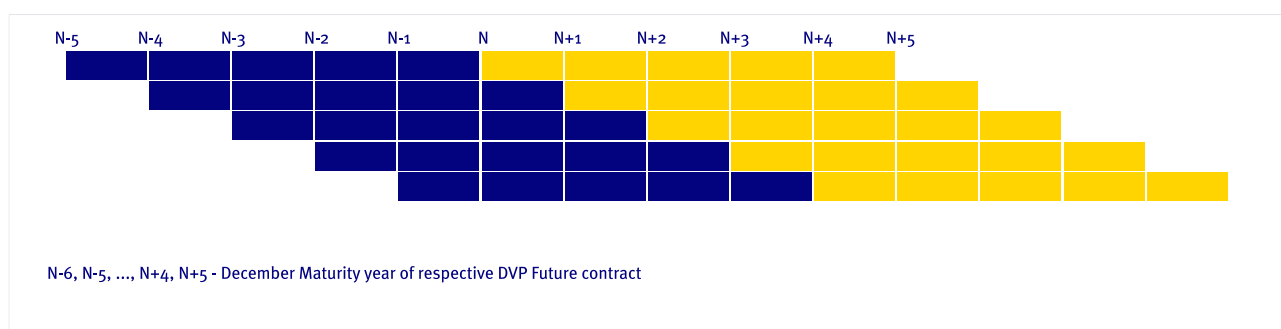 N-5 N-4 N-3 N-2 N-1 N N+1 N+2 N+3 N+4 N+5
N-6, N-5, ..., N+4, N+5 - December Maturity year of respective DVP Future contract